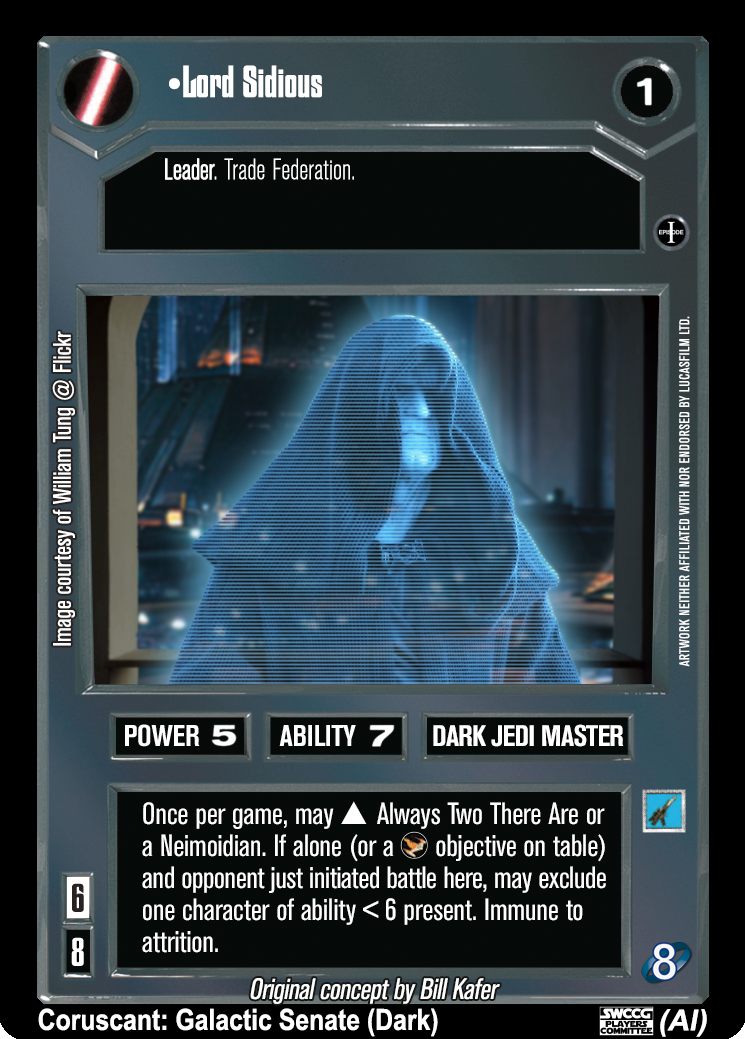 •Lord Sidious
1
Leader. Trade Federation.
EPISODE I
Image courtesy of William Tung @ Flickr
ARTWORK NEITHER AFFILIATED WITH NOR ENDORSED BY LUCASFILM LTD.
POWER 5
ABILITY 7
DARK JEDI MASTER
Once per game, may ▲ Always Two There Are or
a Neimoidian. If alone (or a objective on table)
and opponent just initiated battle here, may exclude
one character of ability < 6 present. Immune to
attrition.
6
8
8
Original concept by Bill Kafer
Coruscant: Galactic Senate (Dark)
SWCCG
PLAYERS
COMMITTEE
(AI)